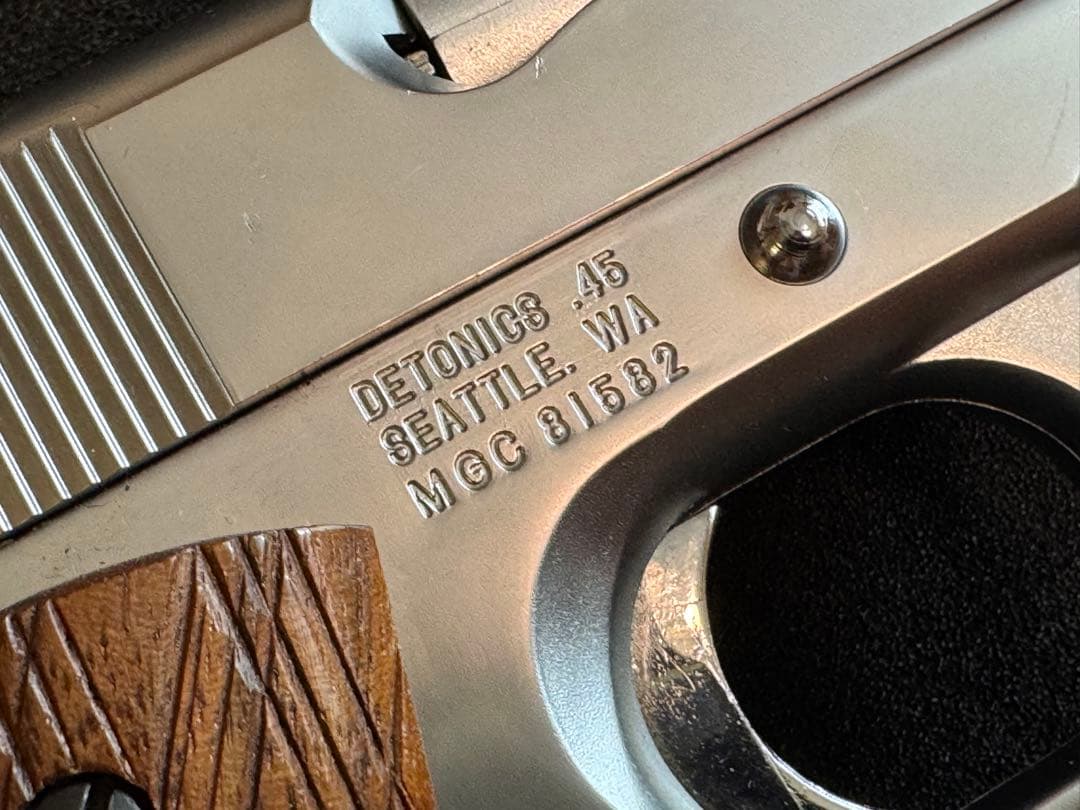 DETONICS .45
SEATTLE. WA
MGC 81582